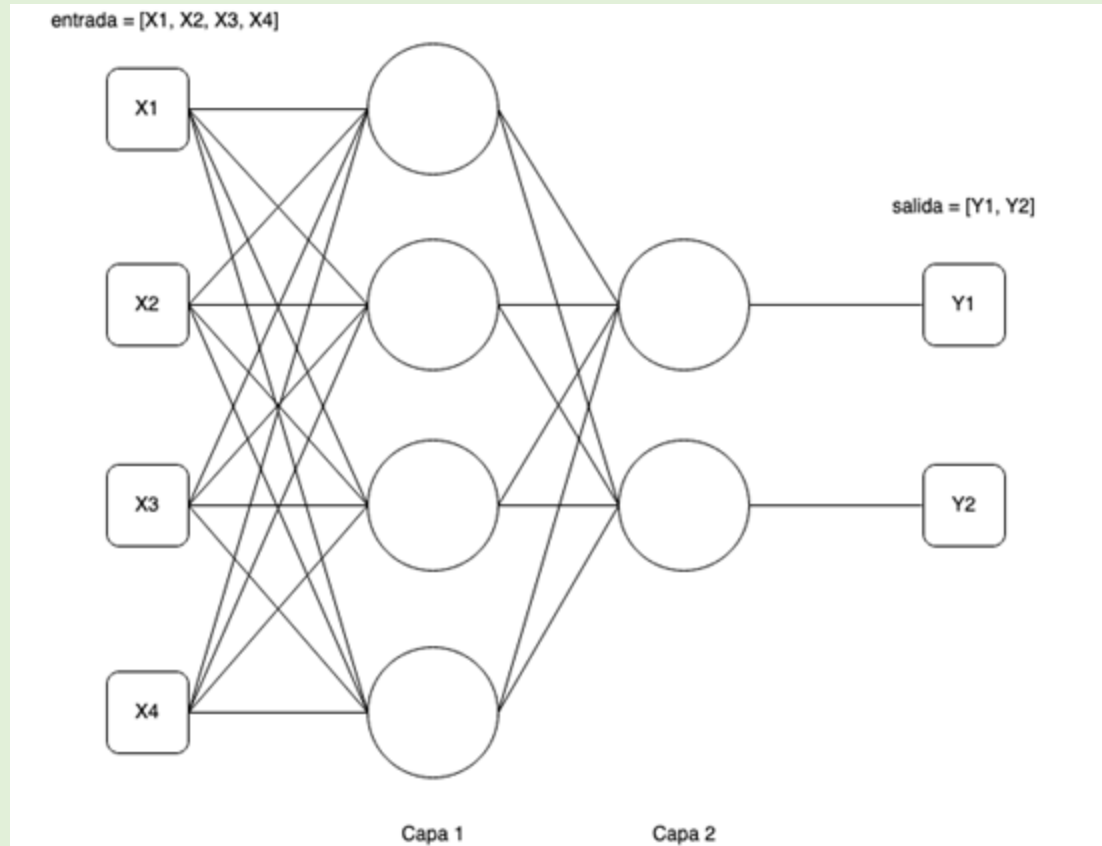 entrada = [X1, X2, X3, X4]
X1
salida = [Y1, Y2]
X2
Y1
X3
Y2
X4
Capa 1
Capa 2